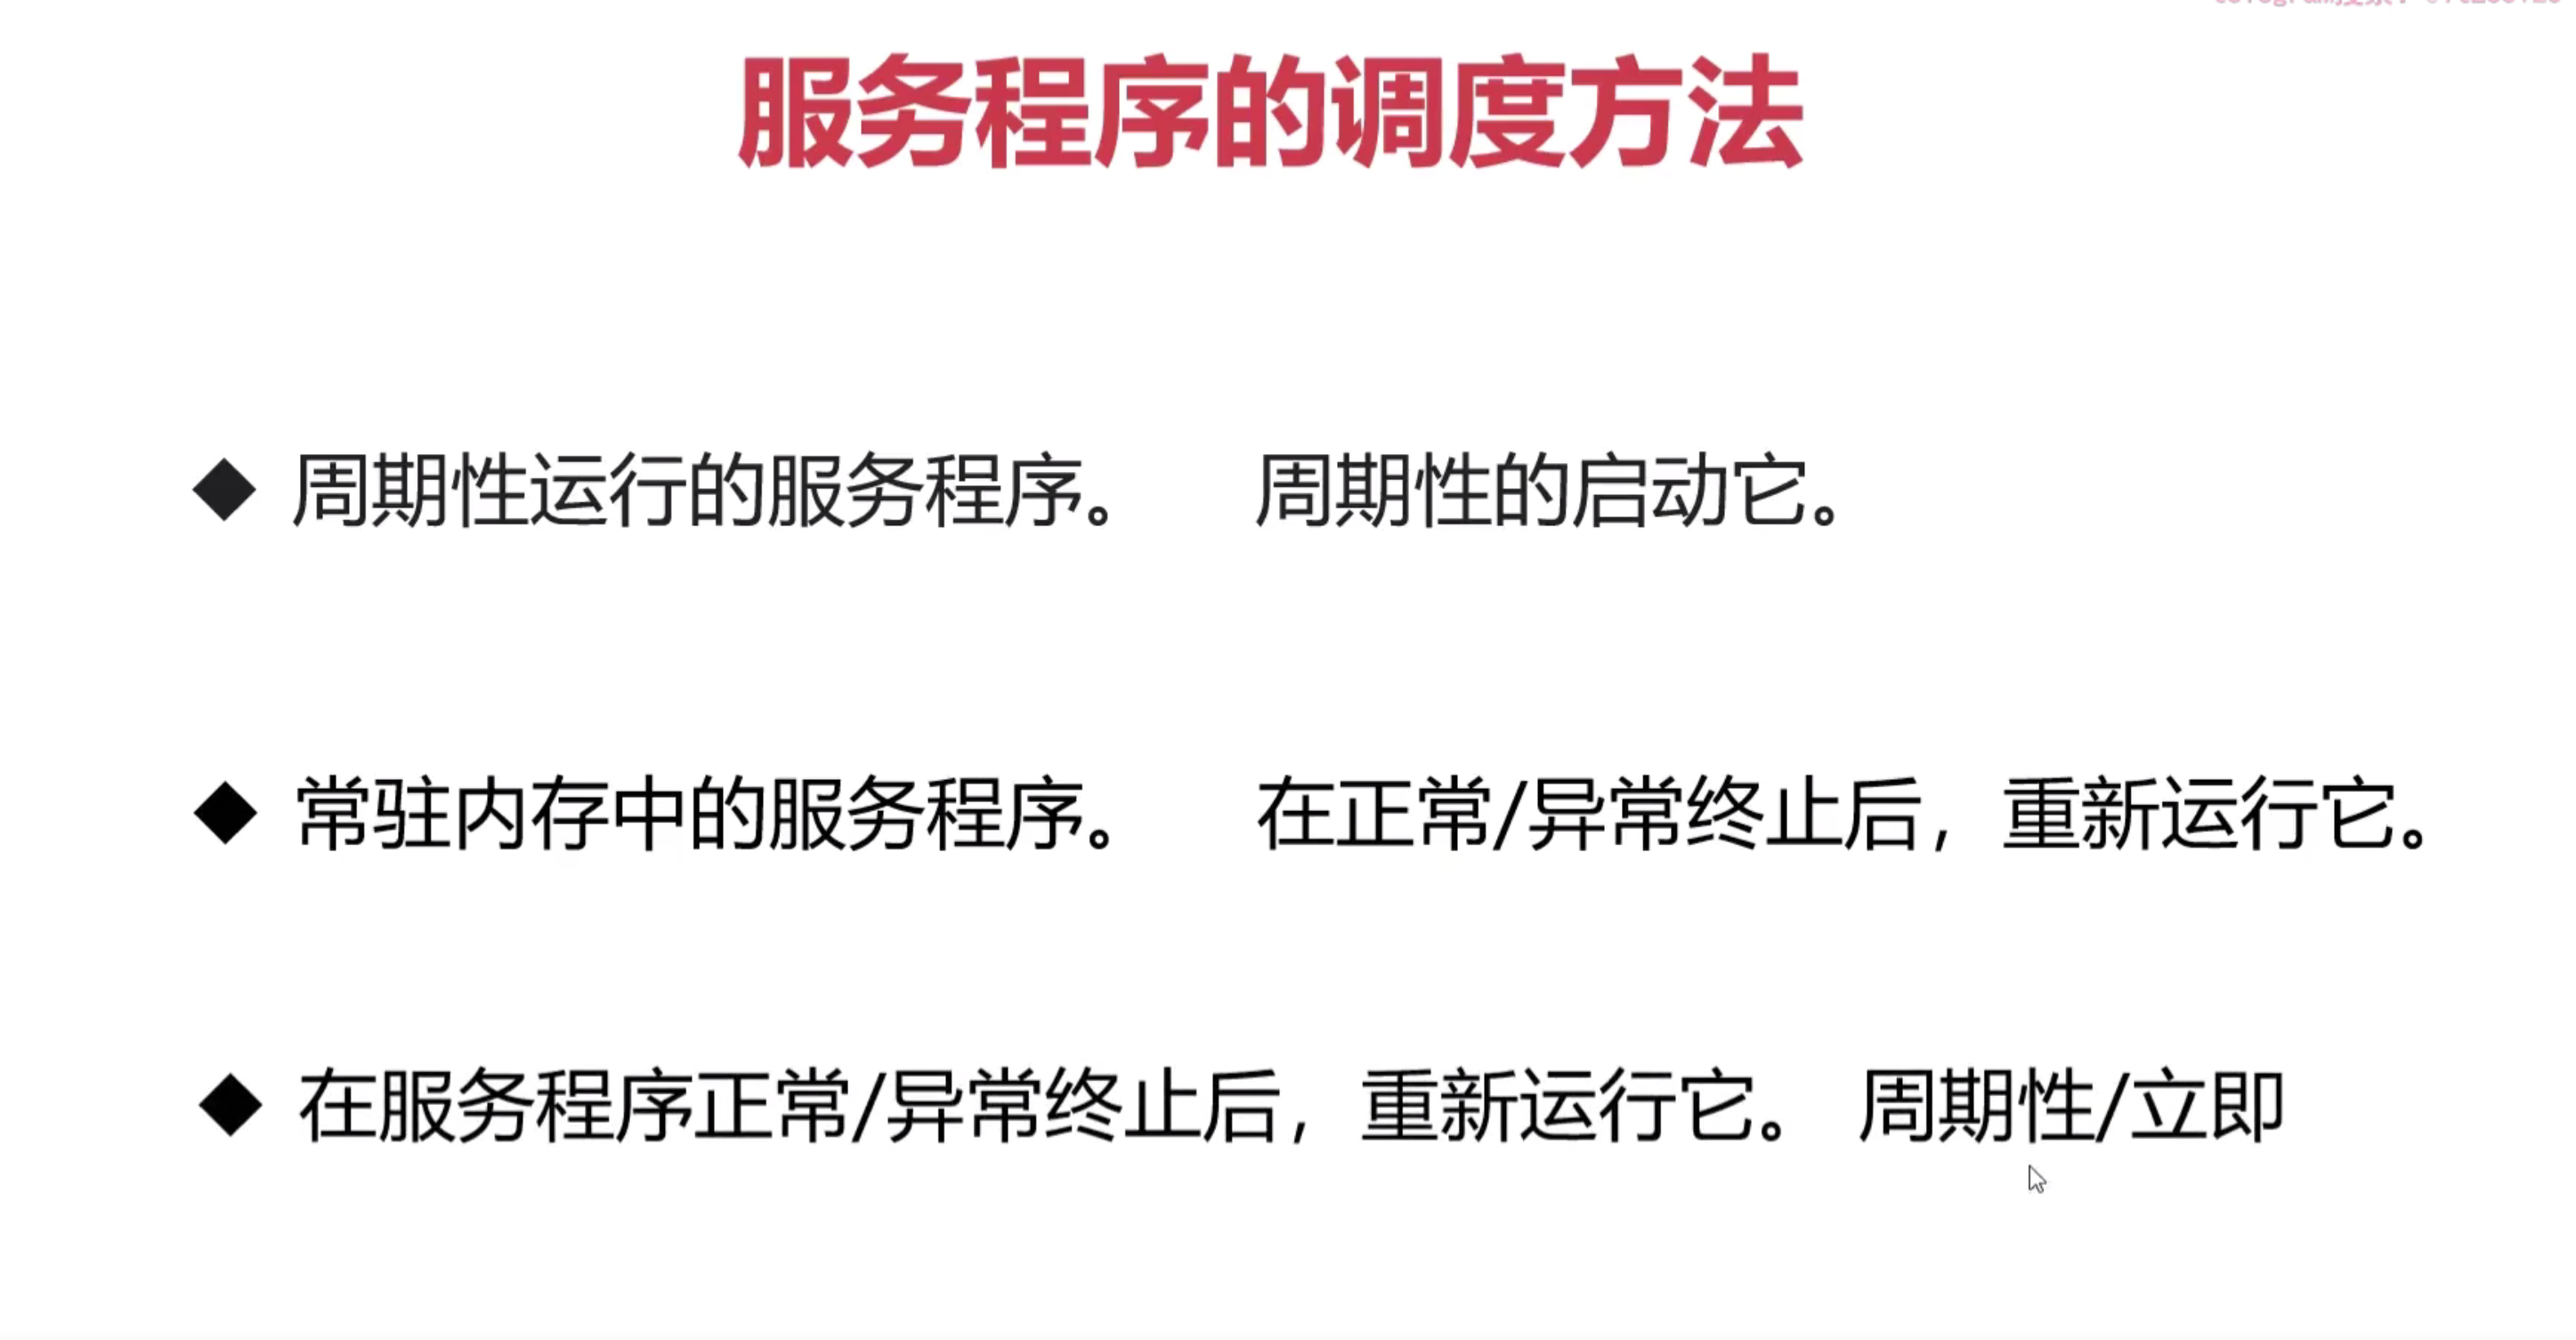 服务程序的调度方法
◆ 周期性运行的服务程序。 周期性的启动它。
◆ 常驻内存中的服务程序。 在正常/异常终止后，重新运行它。
◆ 在服务程序正常/异常终止后，重新运行它。 周期性/立即